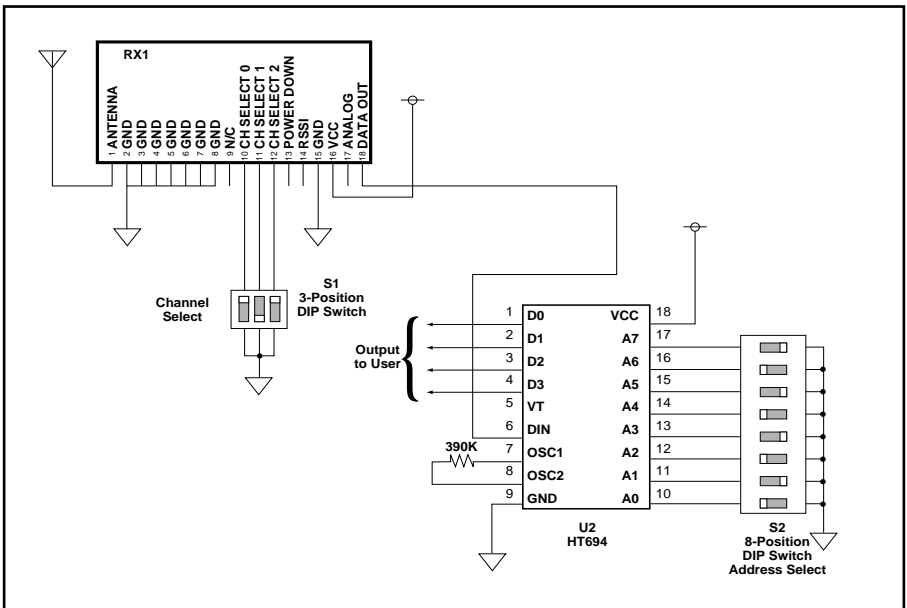 RX1
1 ANTENNA
2 GND
3 GND
4 GND
5 GND
6 GND
7 GND
8 GND
9 N/C
10 CH SELECT 0
11 CH SELECT 1
12 CH SELECT 2
13 POWER DOWN
14 RSSI
15 GND
16 VCC
17 ANALOG
18 DATA OUT
Channel
Select
S1
3-Position
DIP Switch
Output
to User
390K
1 D0
2 D1
3 D2
4 D3
5 VT
6 DIN
7 OSC1
8 OSC2
9 GND
VCC 18
A7 17
A6 16
A5 15
A4 14
A3 13
A2 12
A1 11
A0 10
U2
HT694
S2
8-Position
DIP Switch
Address Select